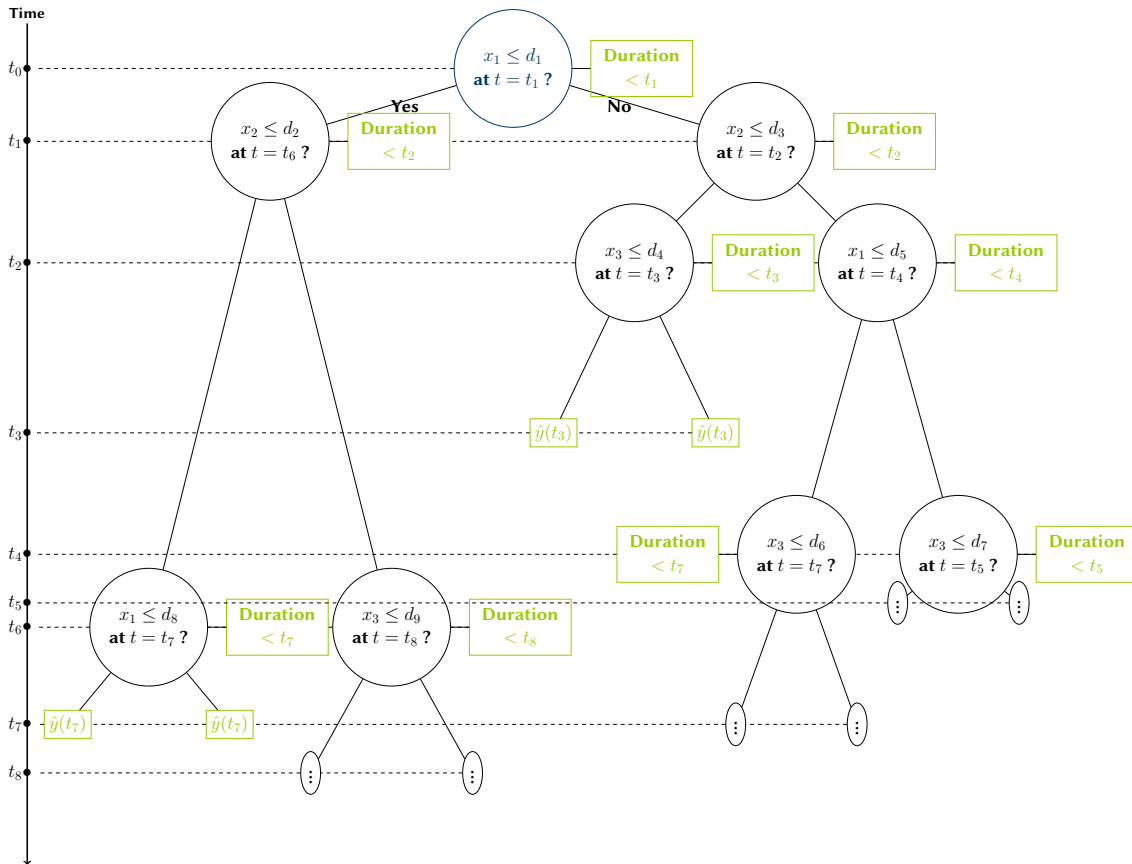 Time
t₀
x₁ ≤ d₁
at t = t₁ ?
Duration
< t₁
Yes
No
t₁
x₂ ≤ d₂
at t = t₆ ?
Duration
< t₂
x₂ ≤ d₃
at t = t₂ ?
Duration
< t₂
t₂
x₃ ≤ d₄
at t = t₃ ?
Duration
< t₃
x₁ ≤ d₅
at t = t₄ ?
Duration
< t₄
t₃
ŷ(t₃)
ŷ(t₃)
t₄
Duration
< t₇
x₃ ≤ d₆
at t = t₇ ?
x₃ ≤ d₇
at t = t₅ ?
Duration
< t₅
t₅
⋮
⋮
t₆
x₁ ≤ d₈
at t = t₇ ?
Duration
< t₇
x₃ ≤ d₉
at t = t₈ ?
Duration
< t₈
t₇
ŷ(t₇)
ŷ(t₇)
⋮
⋮
t₈
⋮
⋮